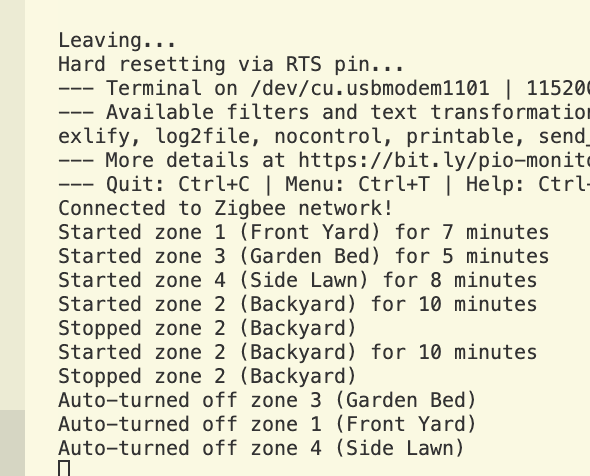 Leaving...
Hard resetting via RTS pin...
--- Terminal on /dev/cu.usbmodem1101 | 115200
--- Available filters and text transformation
exlify, log2file, nocontrol, printable, send_
--- More details at https://bit.ly/pio-monito
--- Quit: Ctrl+C | Menu: Ctrl+T | Help: Ctrl-
Connected to Zigbee network!
Started zone 1 (Front Yard) for 7 minutes
Started zone 3 (Garden Bed) for 5 minutes
Started zone 4 (Side Lawn) for 8 minutes
Started zone 2 (Backyard) for 10 minutes
Stopped zone 2 (Backyard)
Started zone 2 (Backyard) for 10 minutes
Stopped zone 2 (Backyard)
Auto-turned off zone 3 (Garden Bed)
Auto-turned off zone 1 (Front Yard)
Auto-turned off zone 4 (Side Lawn)